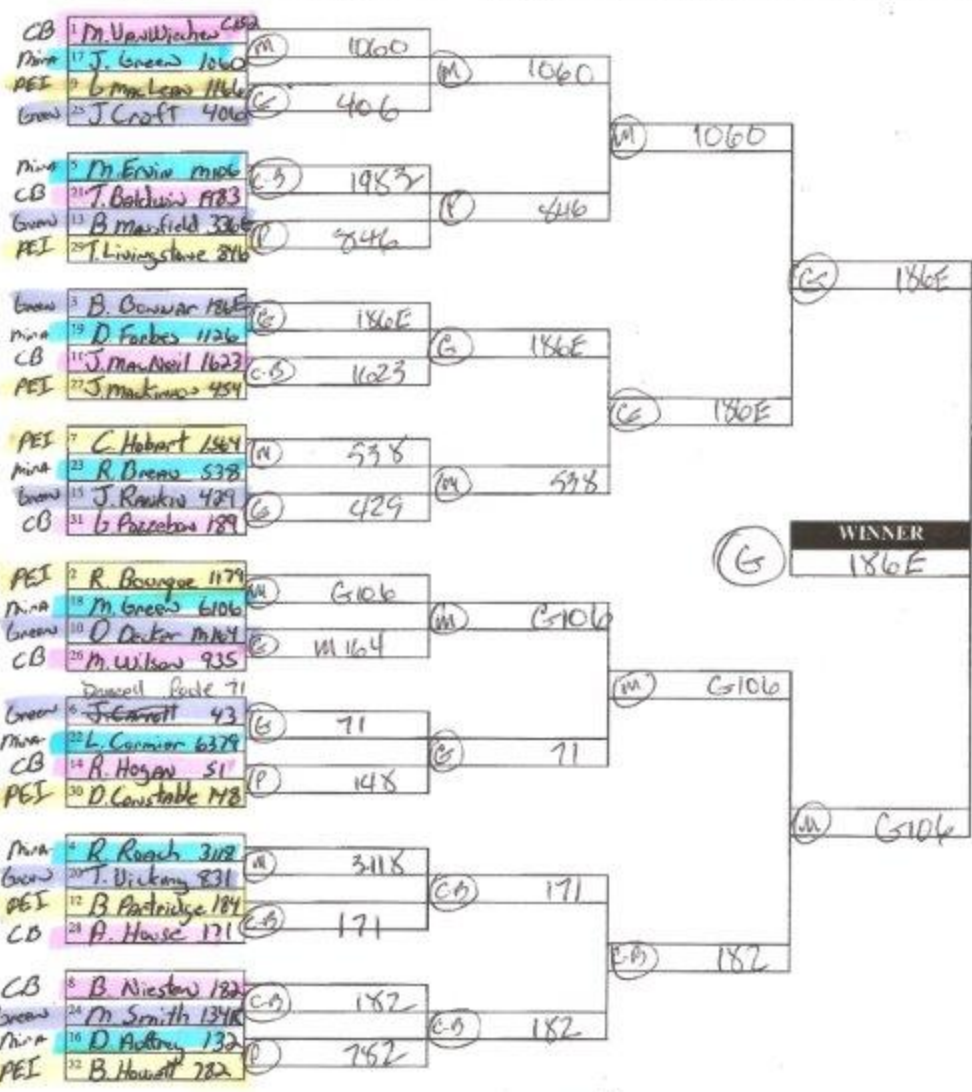 CB 1 M. VanWiechen C152
Mira 17 J. Green 1060
PEI 9 G MacLean 1166
Green 25 J Croft 406
Mira 5 M. Ervin M106
CB 21 T. Baldwin 1983
Green 13 B Mansfield 336E
PEI 29 T. Livingstone 846
Green 3 B. Bonnar 186E
Mira 19 D. Forbes 1126
CB 11 J. MacNeil 1623
PEI 27 J. MacKinnon 454
PEI 7 C. Hobart 1564
Mira 23 R. Breau 538
Green 15 J. Rankin 429
CB 31 G Pozzebon 189
PEI 2 R. Bourque 1179
Mira 18 M. Green G106
Green 10 D Decker M164
CB 26 M. Wilson 935
Poole 71
Green 6 J. Carroll 43
Mira 22 L. Cormier 6379
CB 14 R. Hogan 51
PEI 30 D. Constable 148
Mira 4 R. Roach 3118
Green 20 T. Vickney 831
PEI 12 B Partridge 184
CB 28 A. House 171
CB 8 B. Niesten 182
Green 24 M Smith
Mira 16 D 132
PEI 32 B. Howatt 782
M 1060
G 406
C-B 1983
P 846
G 186E
C-B 1623
M 538
G 429
M G106
G M164
G 71
P 148
M 3118
C-B 171
C-B 182
P 782
M 1060
P 846
G 186E
M 538
M G106
G 71
C-B 171
C-B 182
M 1060
G 186E
M G106
C-B 182
G 186E
M G106
WINNER
G 186E